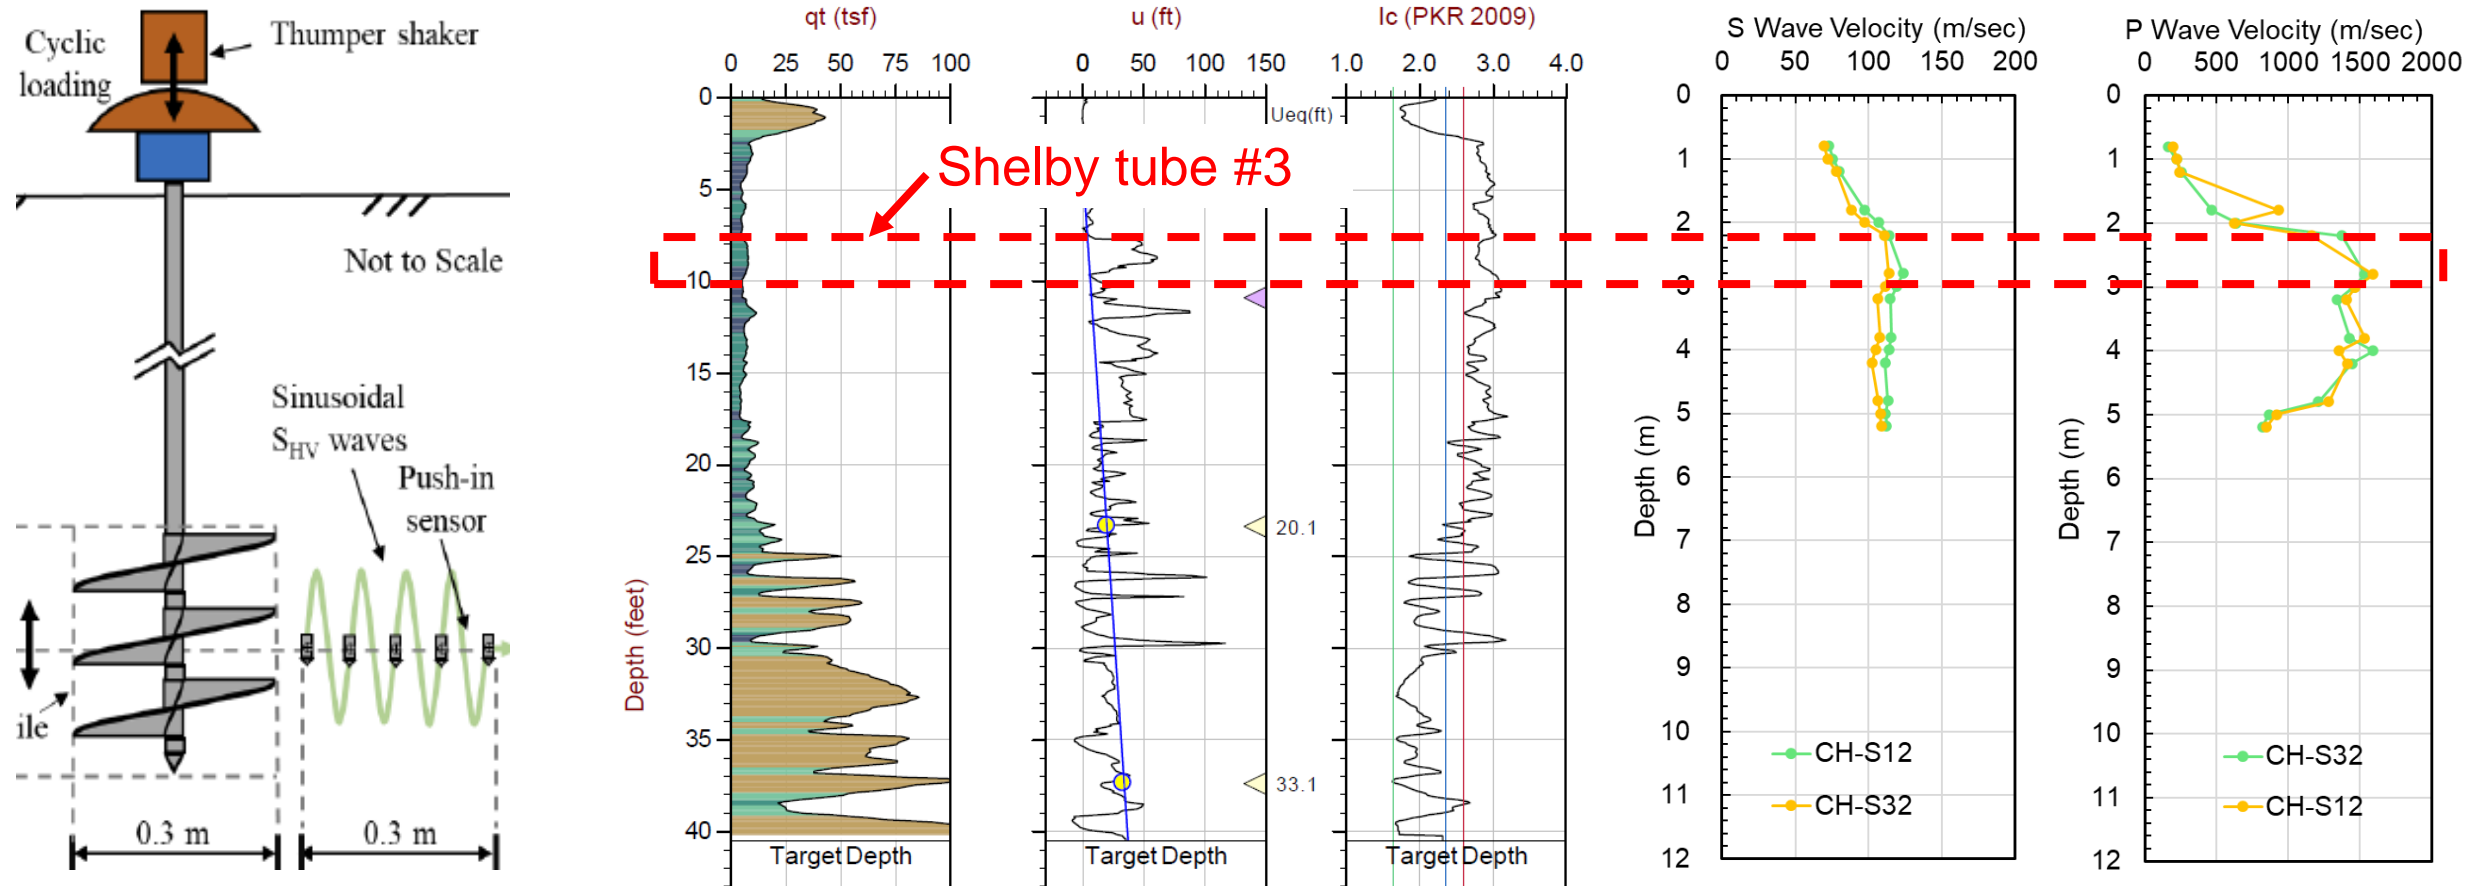 Cyclic
loading
Thumper shaker
Not to Scale
Sinusoidal
SHV waves
Push-in
sensor
ile
0.3 m
0.3 m
qt (tsf)
0 25 50 75 100
u (ft)
0 50 100 150
Ic (PKR 2009)
1.0 2.0 3.0 4.0
Depth (feet)
0
5
10
15
20
25
30
35
40
Ueq(ft)
Shelby tube #3
20.1
33.1
Target Depth
Target Depth
Target Depth
S Wave Velocity (m/sec)
0 50 100 150 200
Depth (m)
0
1
2
3
4
5
6
7
8
9
10
11
12
CH-S12
CH-S32
P Wave Velocity (m/sec)
0 500 1000 1500 2000
Depth (m)
0
1
2
3
4
5
6
7
8
9
10
11
12
CH-S32
CH-S12